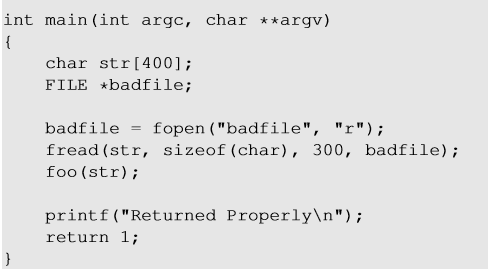 int main(int argc, char **argv)
{
    char str[400];
    FILE *badfile;

    badfile = fopen("badfile", "r");
    fread(str, sizeof(char), 300, badfile);
    foo(str);

    printf("Returned Properly\n");
    return 1;
}